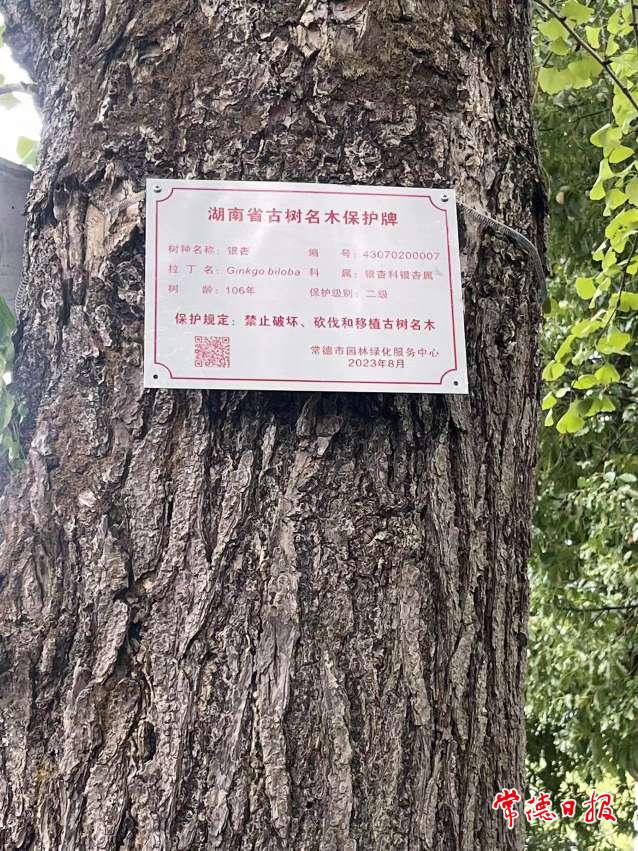 湖南省古树名木保护牌
树种名称：银杏 编 号：43070200007
拉丁名：Ginkgo biloba 科 属：银杏科银杏属
树 龄：106年 保护级别：二级
保护规定：禁止破坏、砍伐和移植古树名木
常德市园林绿化服务中心
2023年8月
常德日报